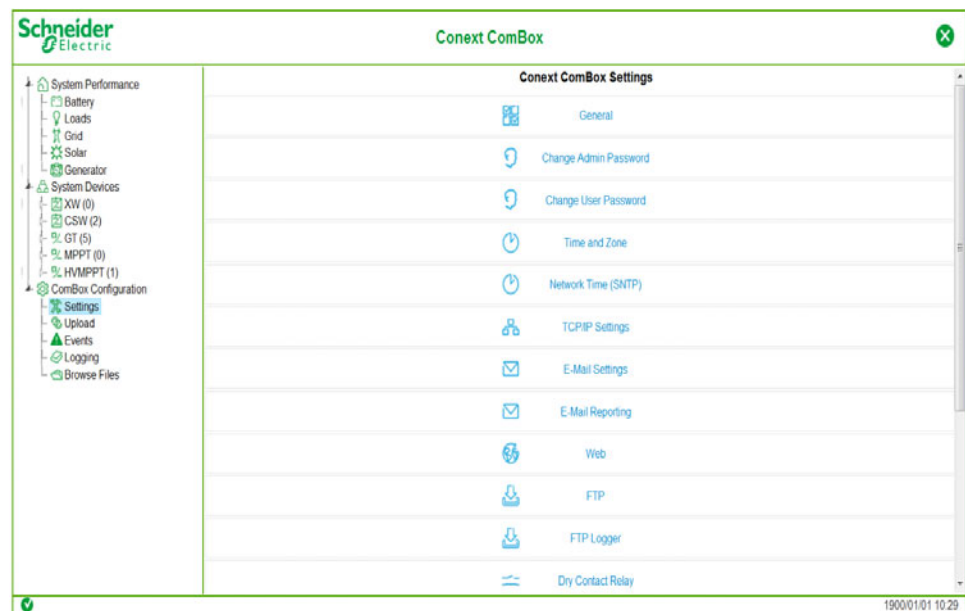 Schneider
Electric
Conext ComBox
System Performance
Battery
Loads
Grid
Solar
Generator
System Devices
XW (0)
CSW (2)
GT (5)
MPPT (0)
HVMPPT (1)
ComBox Configuration
Settings
Upload
Events
Logging
Browse Files
Conext ComBox Settings
General
Change Admin Password
Change User Password
Time and Zone
Network Time (SNTP)
TCP/IP Settings
E-Mail Settings
E-Mail Reporting
Web
FTP
FTP Logger
Dry Contact Relay
1900/01/01 10:29